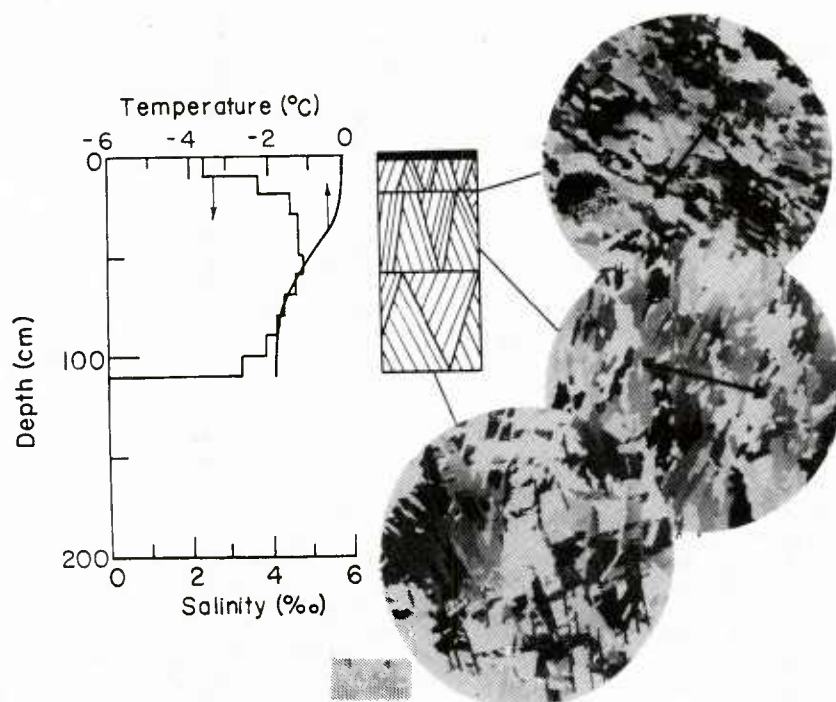 Temperature (°C)
-6 -4 -2 0
0
100
200
Depth (cm)
0 2 4 6
Salinity (‰)